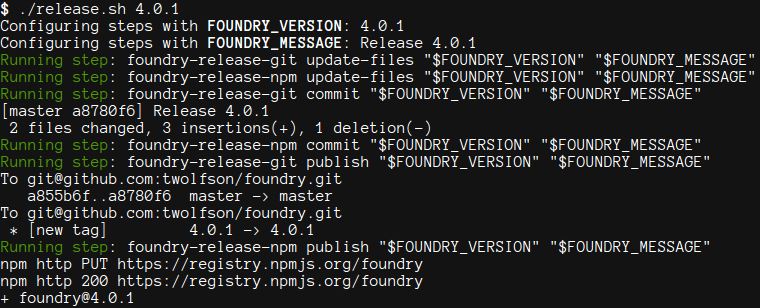 $ ./release.sh 4.0.1
Configuring steps with FOUNDRY_VERSION: 4.0.1
Configuring steps with FOUNDRY_MESSAGE: Release 4.0.1
Running step: foundry-release-git update-files "$FOUNDRY_VERSION" "$FOUNDRY_MESSAGE"
Running step: foundry-release-npm update-files "$FOUNDRY_VERSION" "$FOUNDRY_MESSAGE"
Running step: foundry-release-git commit "$FOUNDRY_VERSION" "$FOUNDRY_MESSAGE"
[master a8780f6] Release 4.0.1
 2 files changed, 3 insertions(+), 1 deletion(-)
Running step: foundry-release-npm commit "$FOUNDRY_VERSION" "$FOUNDRY_MESSAGE"
Running step: foundry-release-git publish "$FOUNDRY_VERSION" "$FOUNDRY_MESSAGE"
To git@github.com:twolfson/foundry.git
   a855b6f..a8780f6  master -> master
To git@github.com:twolfson/foundry.git
 * [new tag]         4.0.1 -> 4.0.1
Running step: foundry-release-npm publish "$FOUNDRY_VERSION" "$FOUNDRY_MESSAGE"
npm http PUT https://registry.npmjs.org/foundry
npm http 200 https://registry.npmjs.org/foundry
+ foundry@4.0.1